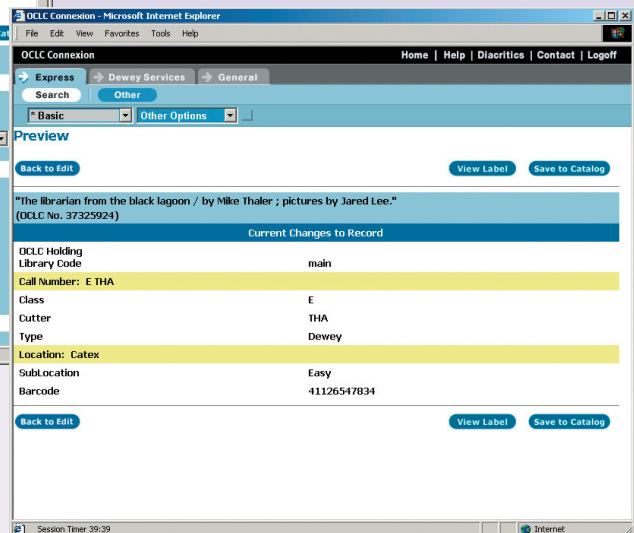 OCLC Connexion - Microsoft Internet Explorer
File Edit View Favorites Tools Help
OCLC Connexion Home | Help | Diacritics | Contact | Logoff
Express Dewey Services General
Search Other
* Basic Other Options
Preview
Back to Edit View Label Save to Catalog
"The librarian from the black lagoon / by Mike Thaler ; pictures by Jared Lee."
(OCLC No. 37325924)
Current Changes to Record
OCLC Holding
Library Code main
Call Number: E THA
Class E
Cutter THA
Type Dewey
Location: Catex
SubLocation Easy
Barcode 41126547834
Back to Edit View Label Save to Catalog
Session Timer 39:39 Internet